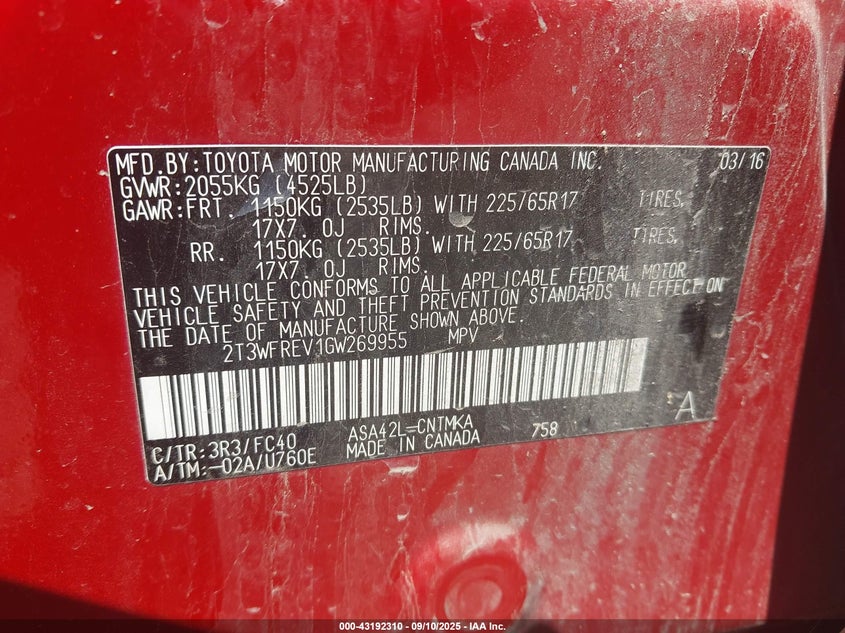 MFD.BY:TOYOTA MOTOR MANUFACTURING CANADA INC. 03/16
GVWR:2055KG (4525LB)
GAWR:FRT. 1150KG (2535LB) WITH 225/65R17 TIRES,
17X7.0J RIMS.
RR. 1150KG (2535LB) WITH 225/65R17 TIRES,
17X7.0J RIMS.
THIS VEHICLE CONFORMS TO ALL APPLICABLE FEDERAL MOTOR
VEHICLE SAFETY AND THEFT PREVENTION STANDARDS IN EFFECT ON
THE DATE OF MANUFACTURE SHOWN ABOVE.
2T3WFREV1GW269955 MPV
A
C/TR:3R3/FC40 ASA42L-CNTMKA 758
A/TM:-02A/U760E MADE IN CANADA
000-43192310 - 09/10/2025 - IAA Inc.